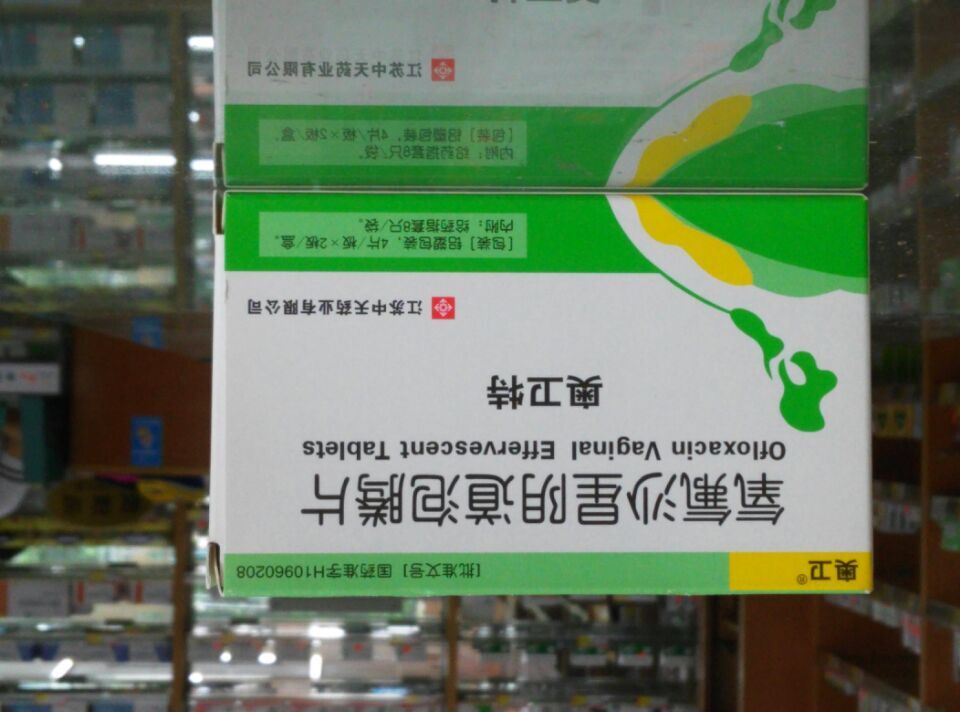 奥卫®
[批准文号] 国药准字H10960208
氧氟沙星阴道泡腾片
Ofloxacin Vaginal Effervescent Tablets
奥卫特
江苏中天药业有限公司
[包装] 铝塑包装，4片/板×2板/盒。
内附：给药指套8只/袋。
内附：给药指套8只/袋。
[包装] 铝塑包装，4片/板×2板/盒。
江苏中天药业有限公司
奥卫特